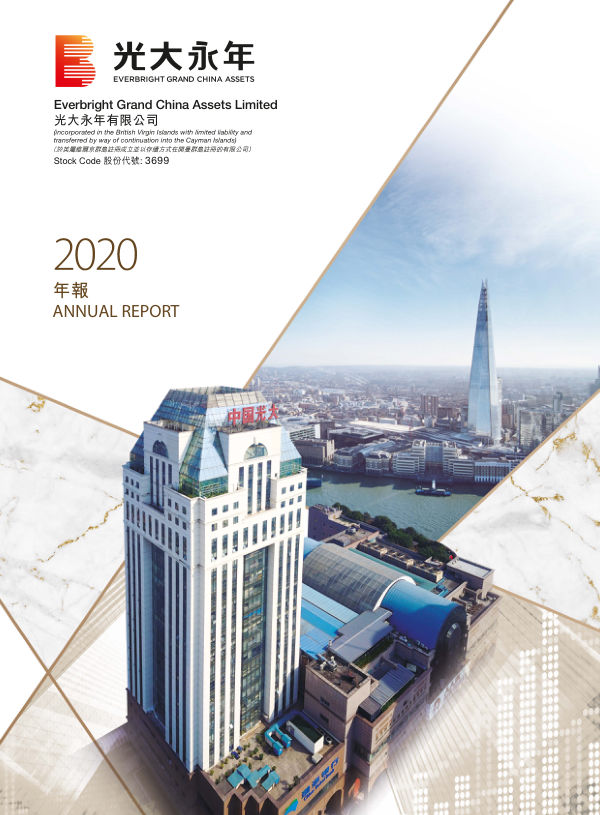 光大永年
EVERBRIGHT GRAND CHINA ASSETS
Everbright Grand China Assets Limited
光大永年有限公司
(incorporated in the British Virgin Islands with limited liability and
transferred by way of continuation into the Cayman Islands)
(於英屬維爾京群島註冊成立並以存續方式在開曼群島註冊的有限公司)
Stock Code 股份代號: 3699
2020
年報
ANNUAL REPORT
中国光大